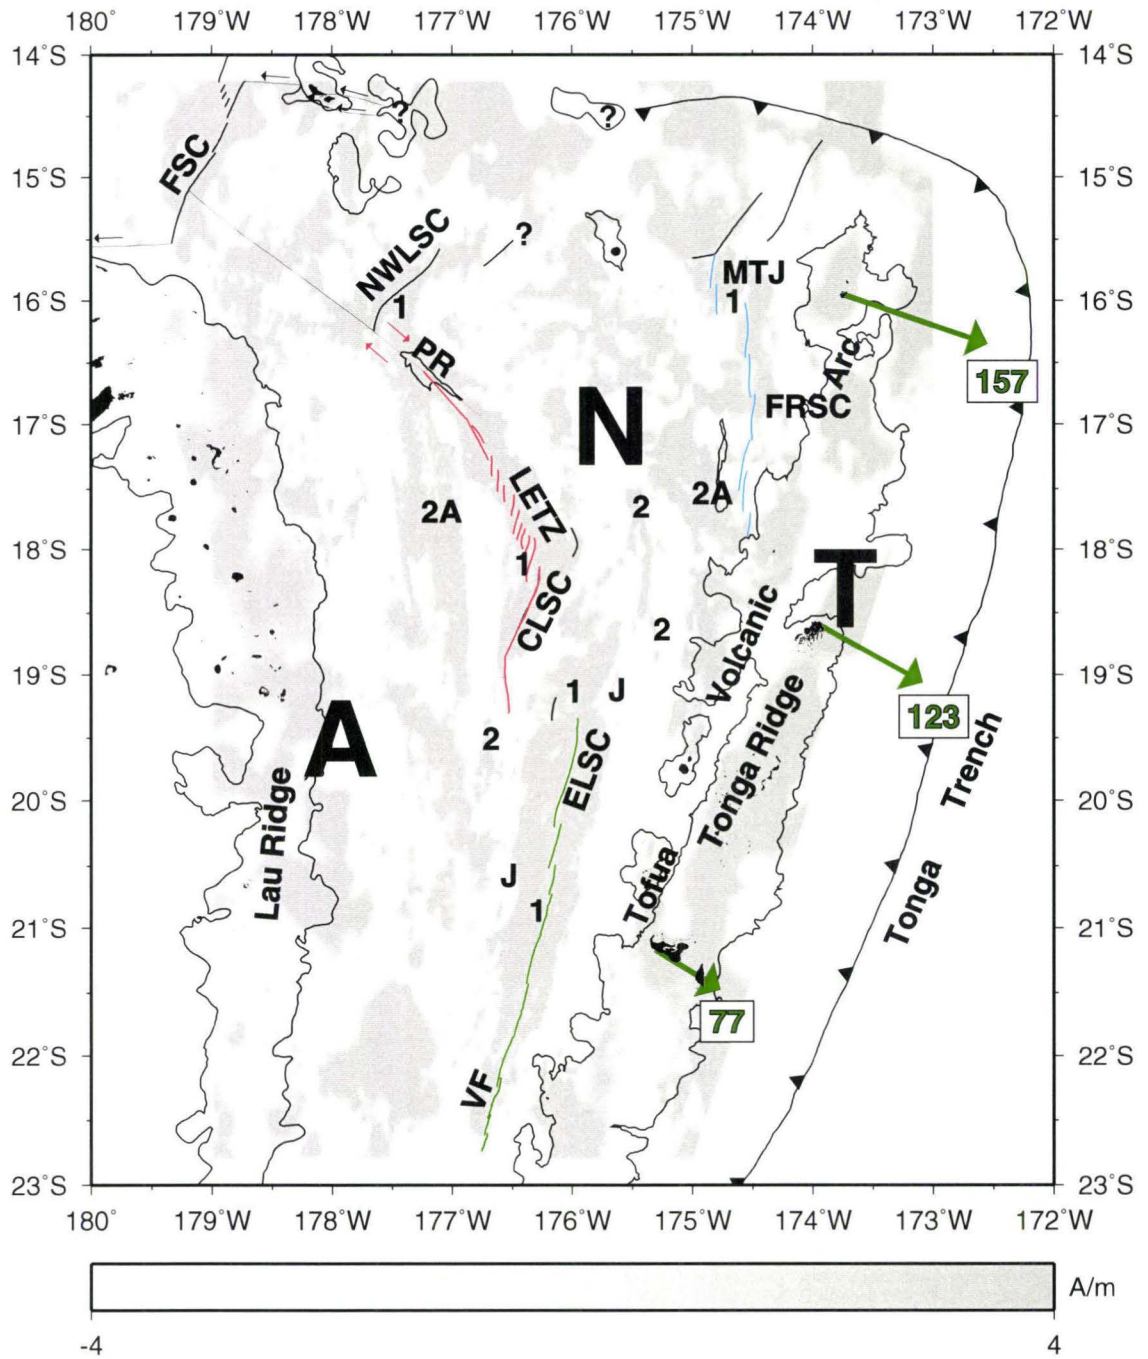 180° 179°W 178°W 177°W 176°W 175°W 174°W 173°W 172°W
14°S 14°S
?
?
FSC
15°S 15°S
NWLSC
?
MTJ
1
1
16°S 16°S
PR
Arc
157
N
FRSC
17°S 17°S
LETZ
2A
2
2A
18°S 18°S
1
T
CLSC
Volcanic
2
19°S 19°S
1
J
123
A
2
ELSC
Tonga Ridge
Trench
20°S 20°S
Lau Ridge
J
Tofua
1
Tonga
21°S 21°S
77
22°S 22°S
VF
23°S 23°S
180° 179°W 178°W 177°W 176°W 175°W 174°W 173°W 172°W
A/m
-4 4